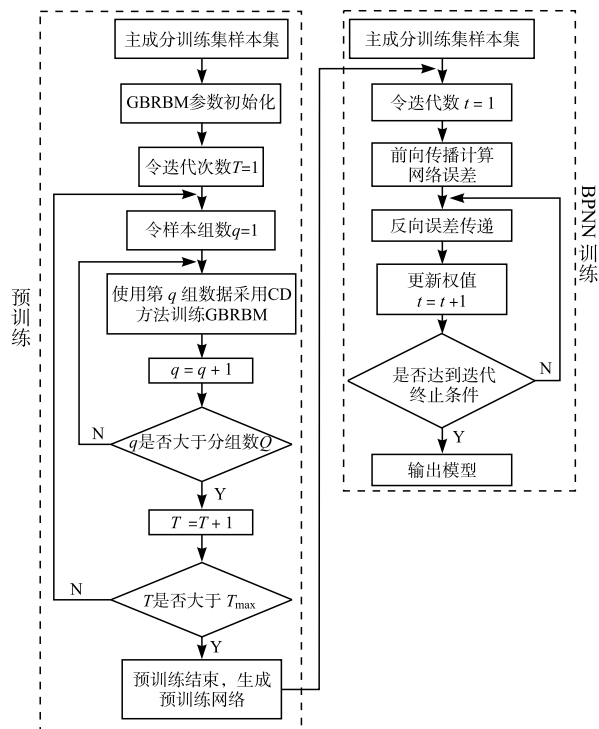 主成分训练集样本集
GBRBM参数初始化
令迭代次数T=1
令样本组数q=1
使用第 q 组数据采用CD
方法训练GBRBM
q = q + 1
N
q是否大于分组数Q
Y
T =T + 1
N
T是否大于 Tmax
Y
预训练结束，生成
预训练网络
预训练
主成分训练集样本集
令迭代数 t = 1
前向传播计算
网络误差
反向误差传递
更新权值
t = t +1
是否达到迭代
终止条件
N
Y
输出模型
BPNN 训练